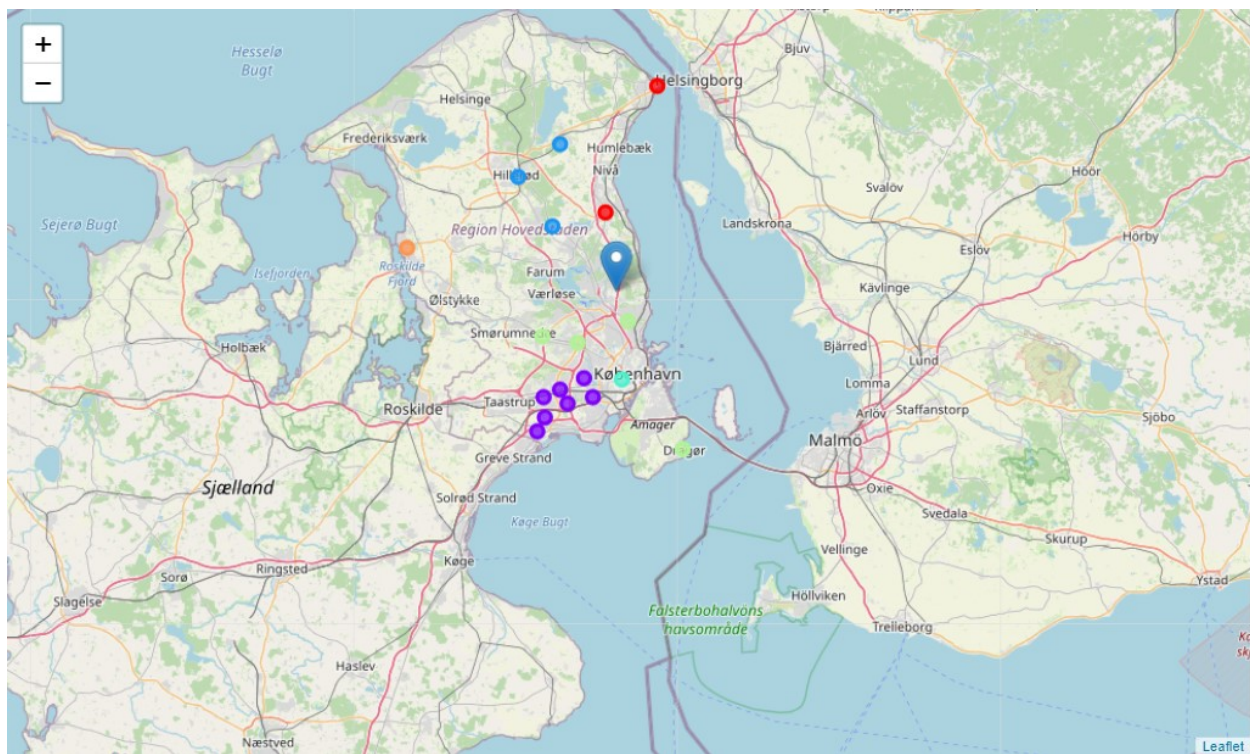 +
−
Hesselø
Bugt
Bjuv
Helsingborg
Helsinge
Frederiksværk
Humlebæk
Nivå
Höör
Svalöv
Sejerø Bugt
Landskrona
Region Hovedstaden
Hörby
Eslöv
Isefjorden
Roskilde
Fjord
Farum
Værløse
Ølstykke
Kävlinge
Smørumnedre
Holbæk
Bjärred
Lund
København
Lomma
Taastrup
Roskilde
Arlöv
Staffanstorp
Sjöbo
Amager
Malmö
Greve Strand
Dragør
Sjælland
Oxie
Solrød Strand
Svedala
Køge Bugt
Skurup
Vellinge
Køge
Ringsted
Sorø
Ystad
Slagelse
Höllviken
Falsterbohalvöns
havsområde
Trelleborg
Haslev
Næstved
Leaflet